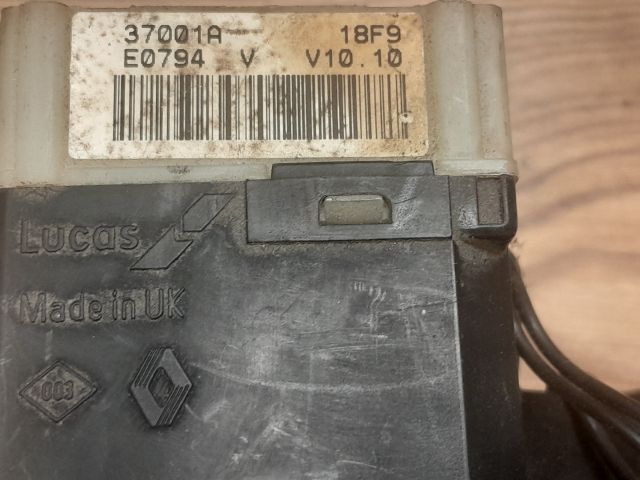 37001A 18F9
E0794 V V10.10
Lucas
Made in UK
003